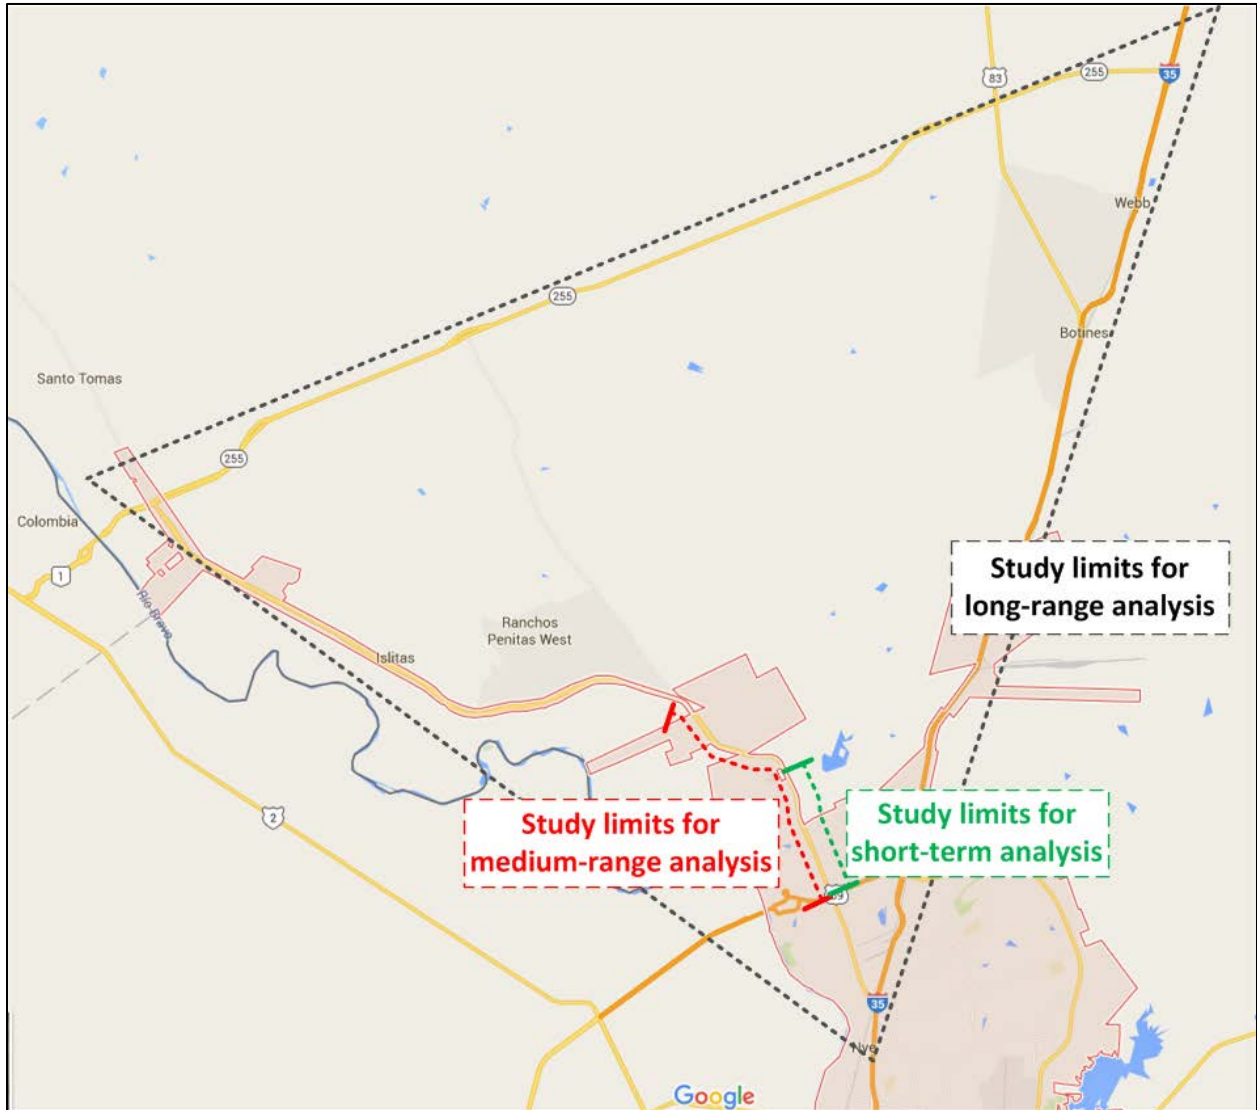 83
255
35
Webb
255
Botines
Santo Tomas
255
Colombia
1
Río Bravo
Study limits for
long-range analysis
Ranchos
Penitas West
Islitas
2
Study limits for
medium-range analysis
Study limits for
short-term analysis
35
Nye
Google